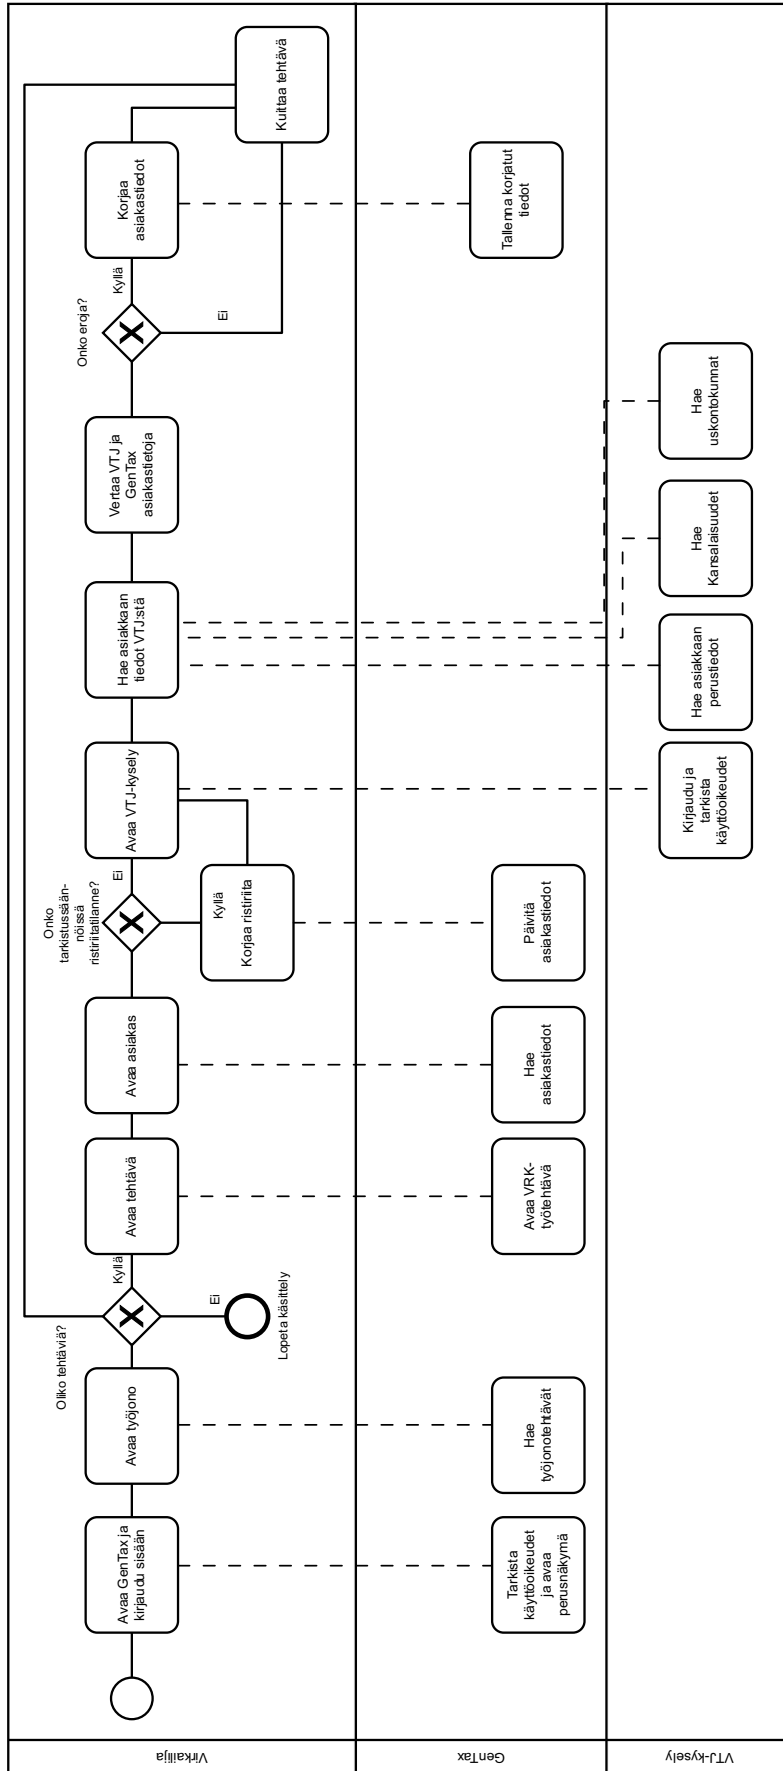 Virkailija
Avaa GenTax ja
kirjaudu sisään
Avaa työjono
Oliko tehtäviä?
Kyllä
Ei
Lopeta käsittely
Avaa tehtävä
Avaa asiakas
Onko
tarkistussään-
nöissä
ristiriitatilanne?
Ei
Kyllä
Korjaa ristiriita
Avaa VTJ-kysely
Hae asiakkaan
tiedot VTJ:stä
Vertaa VTJ ja
GenTax
asiakastietoja
Onko eroja?
Kyllä
Ei
Korjaa
asiakastiedot
Kuittaa tehtävä
GenTax
Tarkista
käyttöoikeudet
ja avaa
perusnäkymä
Hae
työjonotehtävät
Avaa VRK-
työtehtävä
Hae
asiakastiedot
Päivitä
asiakastiedot
Tallenna korjatut
tiedot
VTJ-kysely
Kirjaudu ja
tarkista
käyttöoikeudet
Hae asiakkaan
perustiedot
Hae
Kansalaisuudet
Hae
uskontokunnat